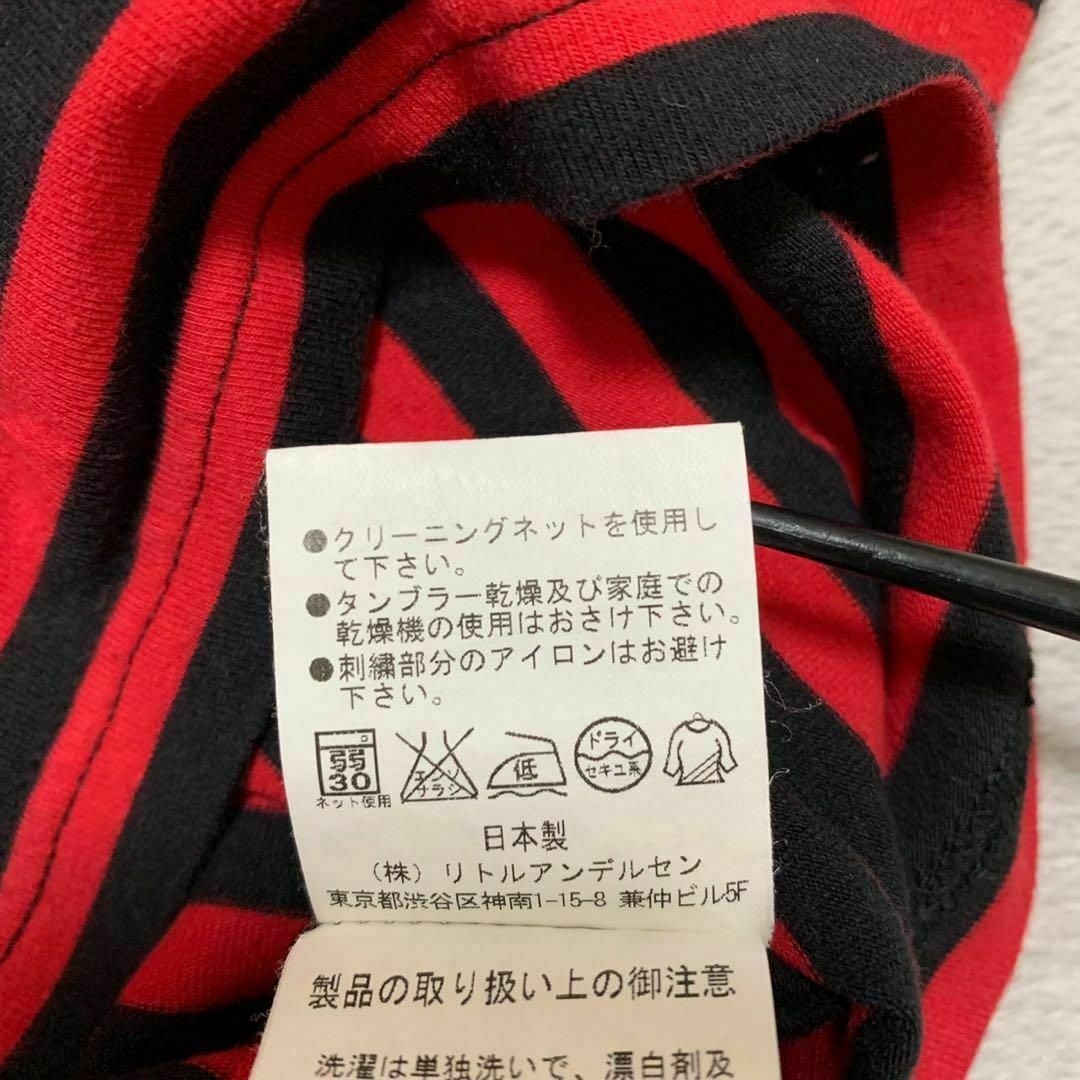 ●クリーニングネットを使用し
て下さい。
●タンブラー乾燥及び家庭での
乾燥機の使用はおさけ下さい。
●刺繍部分のアイロンはお避け
下さい。
弱
30
ネット使用
エンソ
サラシ
低
ドライ
セキユ系
日本製
(株) リトルアンデルセン
東京都渋谷区神南1-15-8 兼仲ビル5F
製品の取り扱い上の御注意
洗濯は単独洗いで、漂白剤及